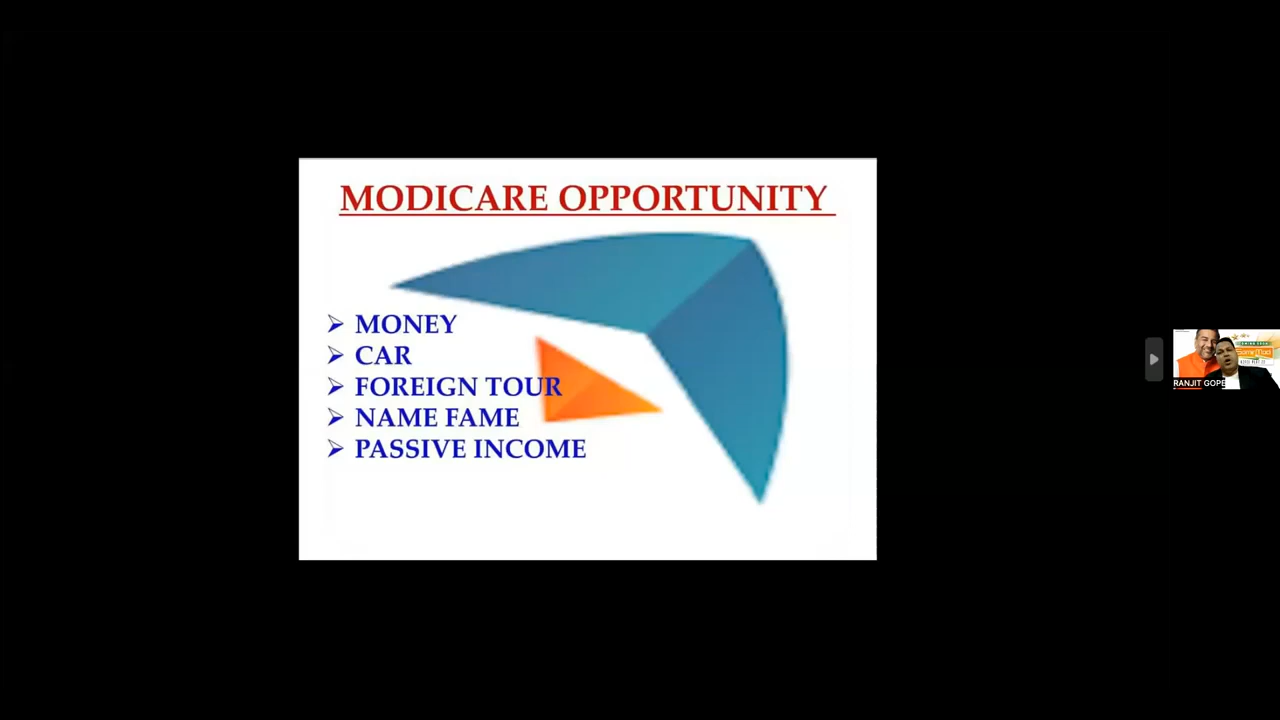 MODICARE OPPORTUNITY
MONEY
CAR
FOREIGN TOUR
NAME FAME
PASSIVE INCOME
RANJIT GOPE